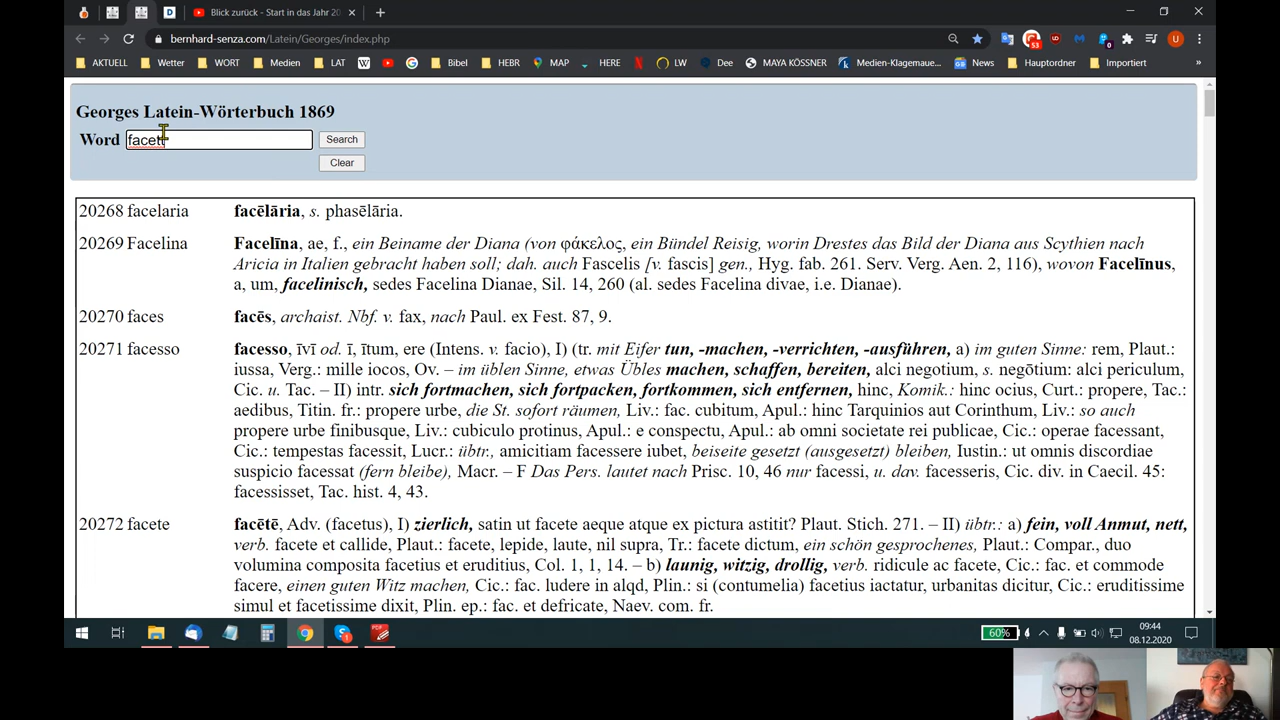 Blick zurück - Start in das Jahr 20
bernhard-senza.com/Latein/Georges/index.php
AKTUELL Wetter WORT Medien LAT Bibel HEBR MAP HERE LW Dee MAYA KÖSSNER Medien-Klagemaue... News Hauptordner Importiert »
Georges Latein-Wörterbuch 1869
Word facett Search
Clear
20268 facelaria facēlāria, s. phasēlāria.
20269 Facelina Facelīna, ae, f., ein Beiname der Diana (von φάκελος, ein Bündel Reisig, worin Drestes das Bild der Diana aus Scythien nach
Aricia in Italien gebracht haben soll; dah. auch Fascelis [v. fascis] gen., Hyg. fab. 261. Serv. Verg. Aen. 2, 116), wovon Facelīnus,
a, um, facelinisch, sedes Facelina Dianae, Sil. 14, 260 (al. sedes Facelina divae, i.e. Dianae).
20270 faces facēs, archaist. Nbf. v. fax, nach Paul. ex Fest. 87, 9.
20271 facesso facesso, īvī od. ī, ītum, ere (Intens. v. facio), I) (tr. mit Eifer tun, -machen, -verrichten, -ausführen, a) im guten Sinne: rem, Plaut.:
iussa, Verg.: mille iocos, Ov. – im üblen Sinne, etwas Übles machen, schaffen, bereiten, alci negotium, s. negōtium: alci periculum,
Cic. u. Tac. – II) intr. sich fortmachen, sich fortpacken, fortkommen, sich entfernen, hinc, Komik.: hinc ocius, Curt.: propere, Tac.:
aedibus, Titin. fr.: propere urbe, die St. sofort räumen, Liv.: fac. cubitum, Apul.: hinc Tarquinios aut Corinthum, Liv.: so auch
propere urbe finibusque, Liv.: cubiculo protinus, Apul.: e conspectu, Apul.: ab omni societate rei publicae, Cic.: operae facessant,
Cic.: tempestas facessit, Lucr.: übtr., amicitiam facessere iubet, beiseite gesetzt (ausgesetzt) bleiben, Iustin.: ut omnis discordiae
suspicio facessat (fern bleibe), Macr. – F Das Pers. lautet nach Prisc. 10, 46 nur facessi, u. dav. facesseris, Cic. div. in Caecil. 45:
facessisset, Tac. hist. 4, 43.
20272 facete facētē, Adv. (facetus), I) zierlich, satin ut facete aeque atque ex pictura astitit? Plaut. Stich. 271. – II) übtr.: a) fein, voll Anmut, nett,
verb. facete et callide, Plaut.: facete, lepide, laute, nil supra, Tr.: facete dictum, ein schön gesprochenes, Plaut.: Compar., duo
volumina composita facetius et eruditius, Col. 1, 1, 14. – b) launig, witzig, drollig, verb. ridicule ac facete, Cic.: fac. et commode
facere, einen guten Witz machen, Cic.: fac. ludere in alqd, Plin.: si (contumelia) facetius iactatur, urbanitas dicitur, Cic.: eruditissime
simul et facetissime dixit, Plin. ep.: fac. et defricate, Naev. com. fr.
60% 09:44
08.12.2020